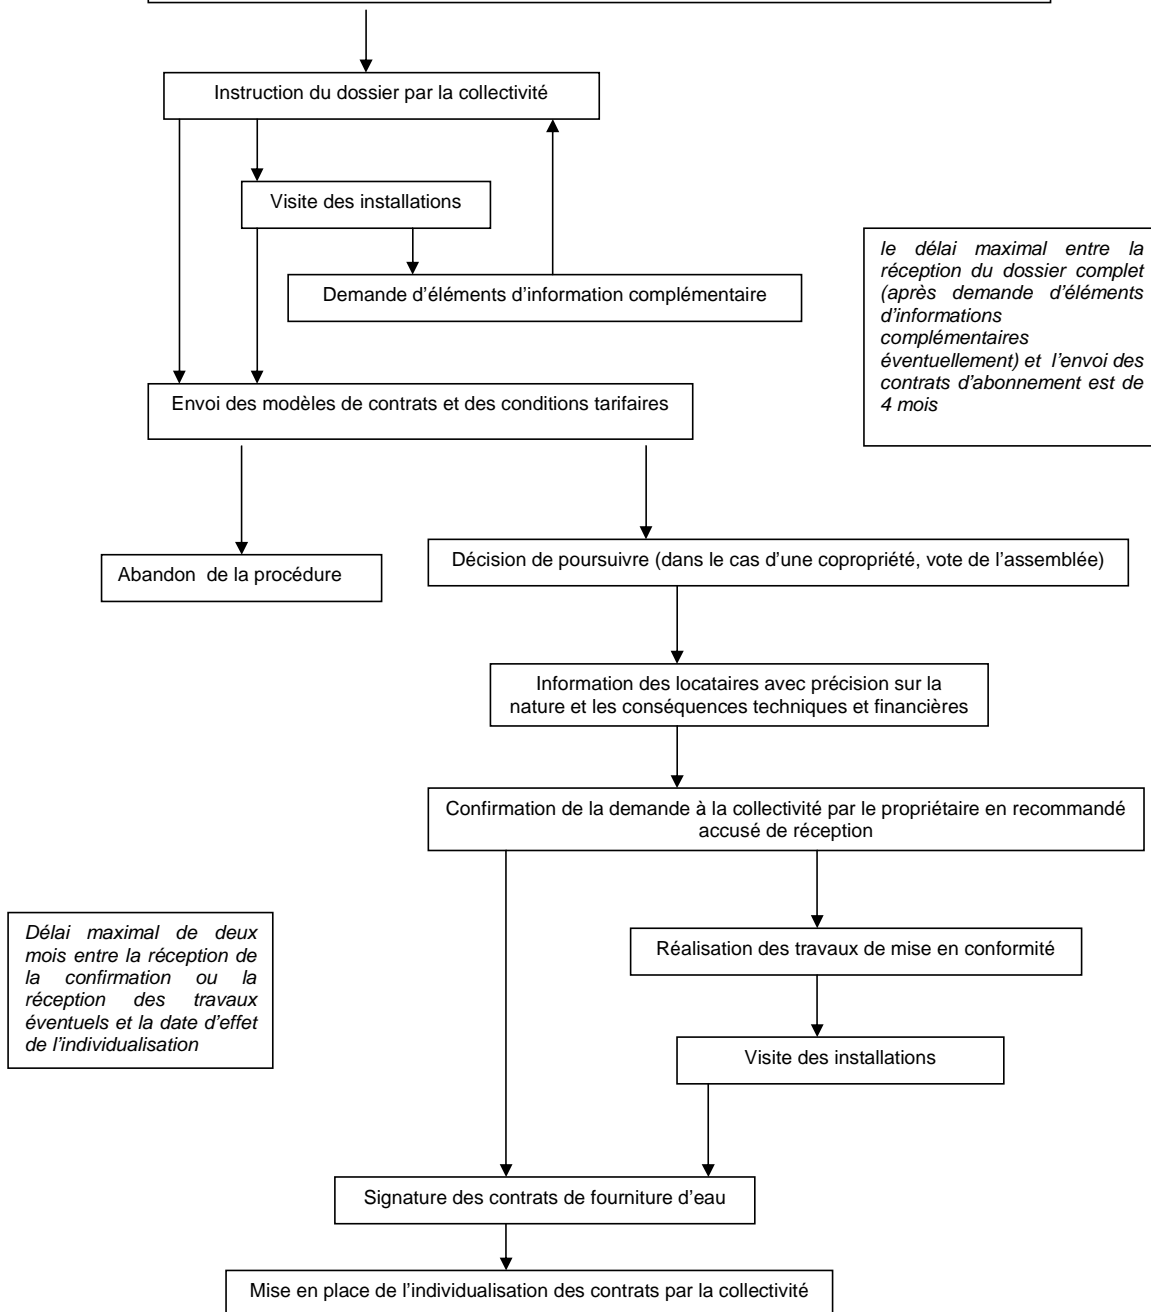 Instruction du dossier par la collectivité
Visite des installations
le délai maximal entre la
réception du dossier complet
(après demande d'éléments
d'informations
complémentaires
éventuellement) et l'envoi des
contrats d'abonnement est de
4 mois
Demande d'éléments d'information complémentaire
Envoi des modèles de contrats et des conditions tarifaires
Abandon de la procédure
Décision de poursuivre (dans le cas d'une copropriété, vote de l'assemblée)
Information des locataires avec précision sur la
nature et les conséquences techniques et financières
Confirmation de la demande à la collectivité par le propriétaire en recommandé
accusé de réception
Délai maximal de deux
mois entre la réception de
la confirmation ou la
réception des travaux
éventuels et la date d'effet
de l'individualisation
Réalisation des travaux de mise en conformité
Visite des installations
Signature des contrats de fourniture d'eau
Mise en place de l'individualisation des contrats par la collectivité